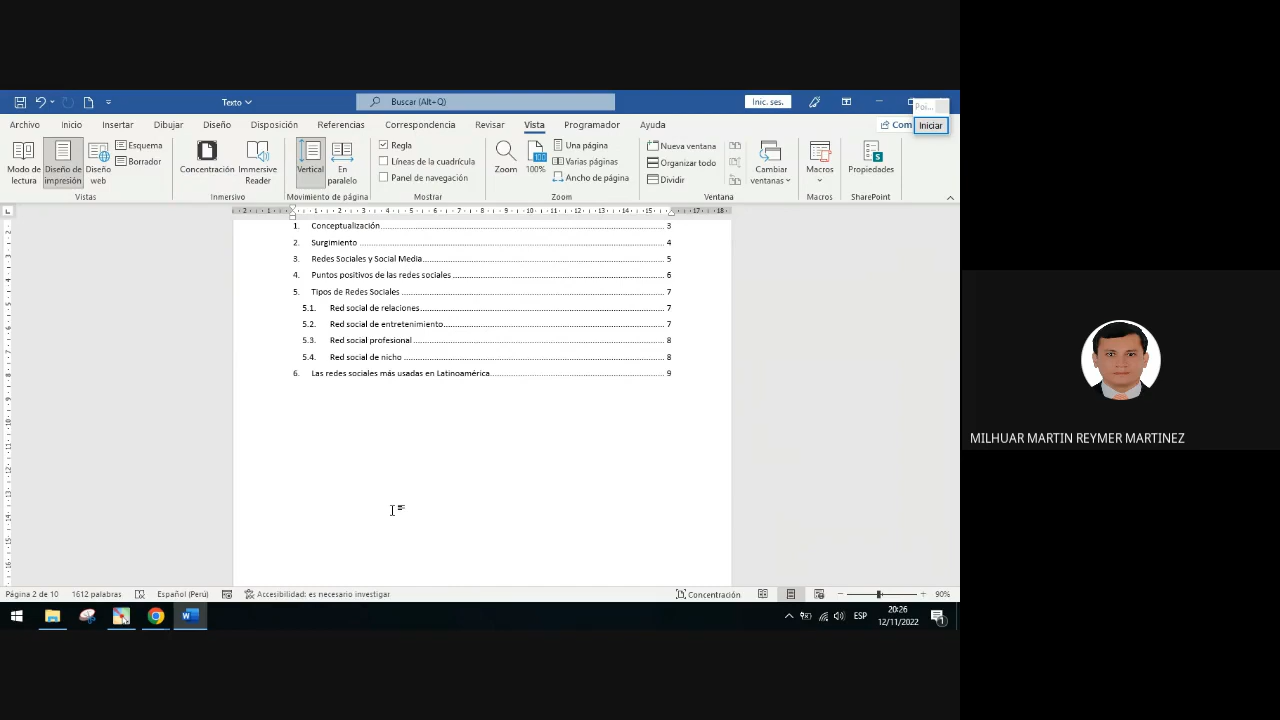 Texto
Buscar (Alt+Q)
Inic. ses.
Poi...
Archivo Inicio Insertar Dibujar Diseño Disposición Referencias Correspondencia Revisar Vista Programador Ayuda Com Iniciar
Modo de lectura
Diseño de impresión
Diseño web
Esquema
Borrador
Vistas
Concentración
Immersive Reader
Inmersivo
Vertical
En paralelo
Movimiento de página
Regla
Líneas de la cuadrícula
Panel de navegación
Mostrar
Zoom
100%
Una página
Varias páginas
Ancho de página
Zoom
Nueva ventana
Organizar todo
Dividir
Cambiar ventanas
Ventana
Macros
Macros
Propiedades
SharePoint
1. Conceptualización 3
2. Surgimiento 4
3. Redes Sociales y Social Media 5
4. Puntos positivos de las redes sociales 6
5. Tipos de Redes Sociales 7
5.1. Red social de relaciones 7
5.2. Red social de entretenimiento 7
5.3. Red social profesional 8
5.4. Red social de nicho 8
6. Las redes sociales más usadas en Latinoamérica 9
MILHUAR MARTIN REYMER MARTINEZ
Página 2 de 10 1612 palabras Español (Perú) Accesibilidad: es necesario investigar Concentración 90%
ESP
20:26
12/11/2022